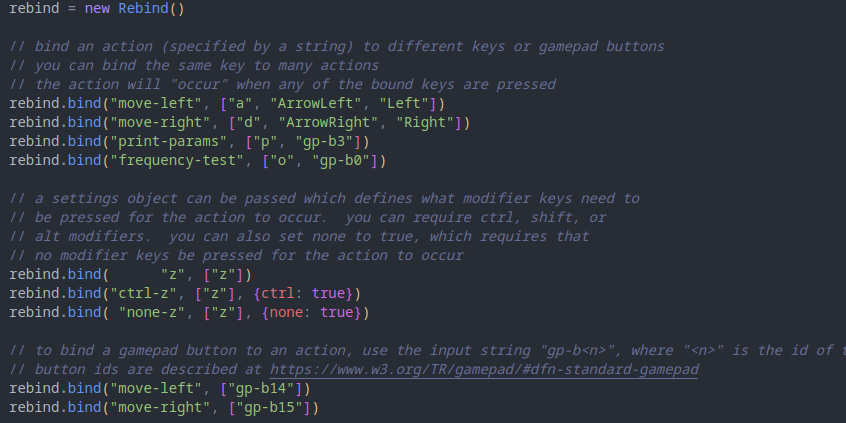 rebind = new Rebind()
// bind an action (specified by a string) to different keys or gamepad buttons
// you can bind the same key to many actions
// the action will "occur" when any of the bound keys are pressed
rebind.bind("move-left", ["a", "ArrowLeft", "Left"])
rebind.bind("move-right", ["d", "ArrowRight", "Right"])
rebind.bind("print-params", ["p", "gp-b3"])
rebind.bind("frequency-test", ["o", "gp-b0"])
// a settings object can be passed which defines what modifier keys need to
// be pressed for the action to occur.  you can require ctrl, shift, or
// alt modifiers.  you can also set none to true, which requires that
// no modifier keys be pressed for the action to occur
rebind.bind(      "z", ["z"])
rebind.bind("ctrl-z", ["z"], {ctrl: true})
rebind.bind( "none-z", ["z"], {none: true})
// to bind a gamepad button to an action, use the input string "gp-b<n>", where "<n>" is the id of
// button ids are described at https://www.w3.org/TR/gamepad/#dfn-standard-gamepad
rebind.bind("move-left", ["gp-b14"])
rebind.bind("move-right", ["gp-b15"])